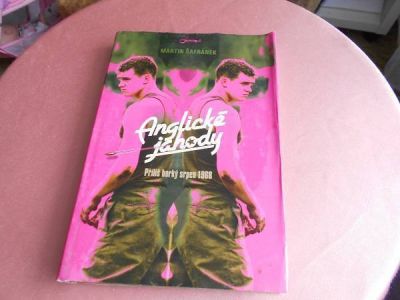 MARTIN ŠAFRÁNEK
Anglické
jahody
Příliš horký srpen 1968